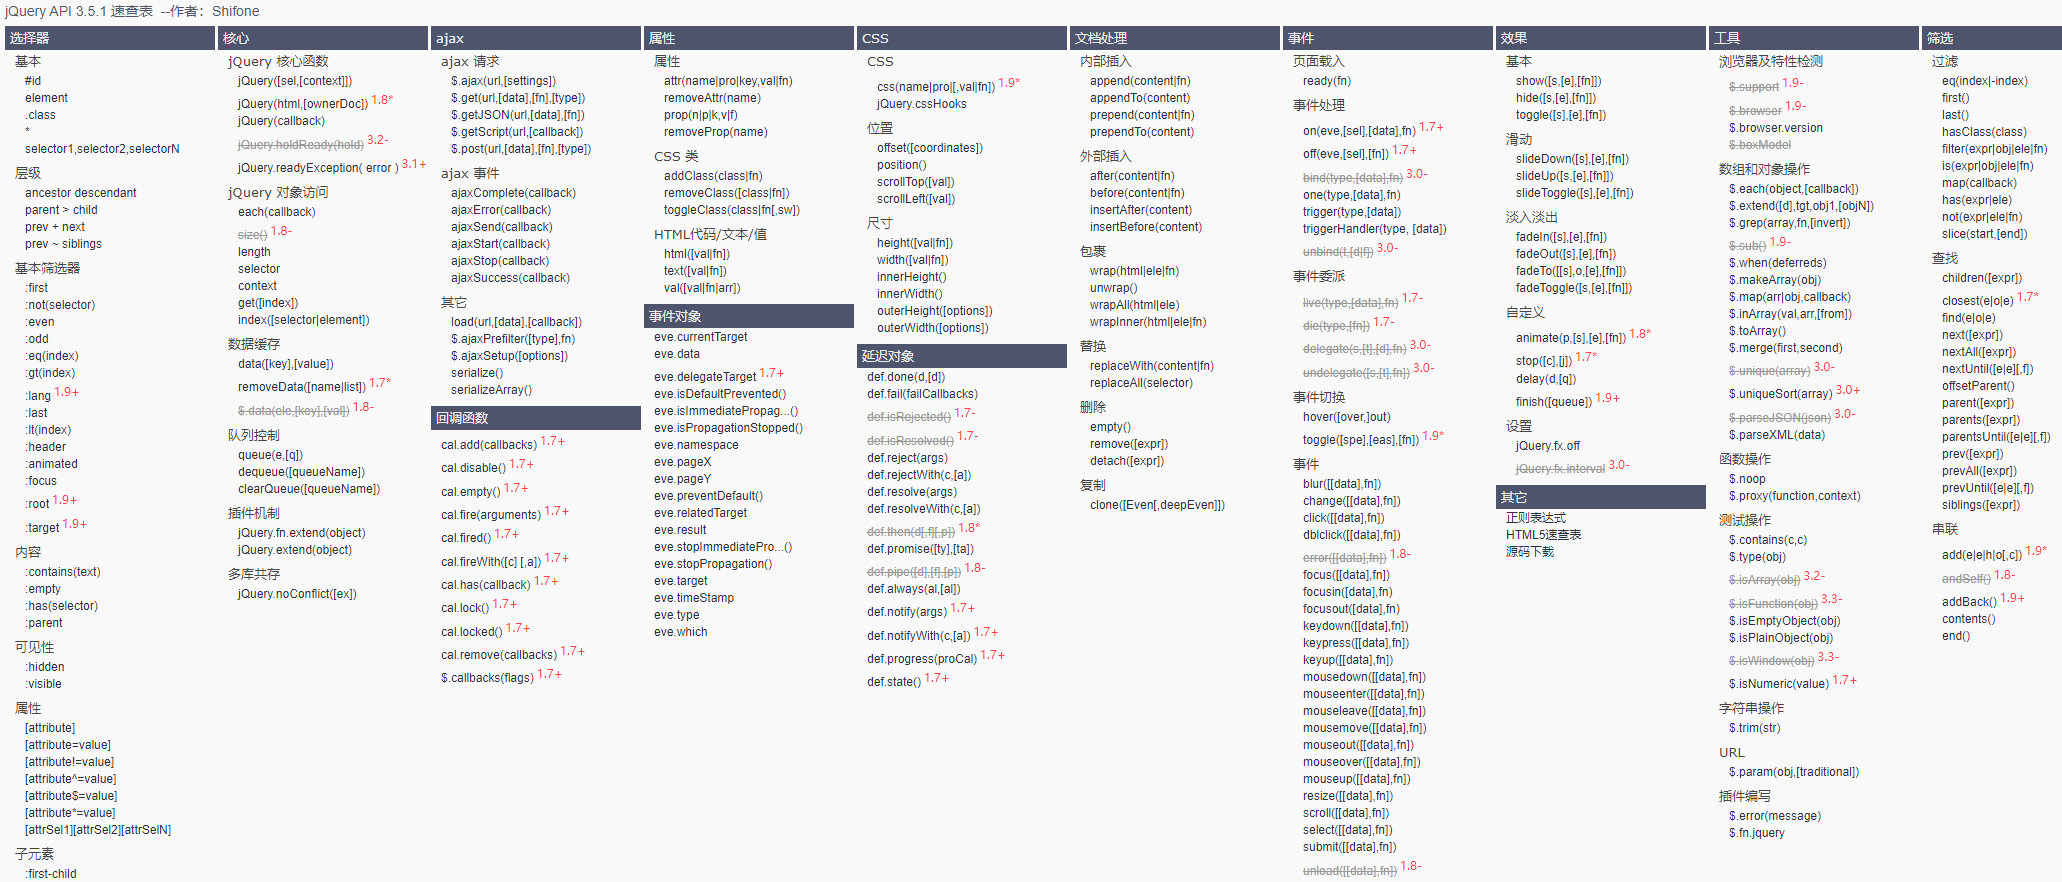 jQuery API 3.5.1 速查表 --作者：Shifone
选择器
基本
#id
element
.class
*
selector1,selector2,selectorN
层级
ancestor descendant
parent > child
prev + next
prev ~ siblings
基本筛选器
:first
:not(selector)
:even
:odd
:eq(index)
:gt(index)
:lang 1.9+
:last
:lt(index)
:header
:animated
:focus
:root 1.9+
:target 1.9+
内容
:contains(text)
:empty
:has(selector)
:parent
可见性
:hidden
:visible
属性
[attribute]
[attribute=value]
[attribute!=value]
[attribute^=value]
[attribute$=value]
[attribute*=value]
[attrSel1][attrSel2][attrSelN]
子元素
:first-child
核心
jQuery 核心函数
jQuery([sel,[context]])
jQuery(html,[ownerDoc]) 1.8*
jQuery(callback)
jQuery.holdReady(hold) 3.2-
jQuery.readyException( error ) 3.1+
jQuery 对象访问
each(callback)
size() 1.8-
length
selector
context
get([index])
index([selector|element])
数据缓存
data([key],[value])
removeData([name|list]) 1.7*
$.data(ele,[key],[val]) 1.8-
队列控制
queue(e,[q])
dequeue([queueName])
clearQueue([queueName])
插件机制
jQuery.fn.extend(object)
jQuery.extend(object)
多库共存
jQuery.noConflict([ex])
ajax
ajax 请求
$.ajax(url,[settings])
$.get(url,[data],[fn],[type])
$.getJSON(url,[data],[fn])
$.getScript(url,[callback])
$.post(url,[data],[fn],[type])
ajax 事件
ajaxComplete(callback)
ajaxError(callback)
ajaxSend(callback)
ajaxStart(callback)
ajaxStop(callback)
ajaxSuccess(callback)
其它
load(url,[data],[callback])
$.ajaxPrefilter([type],fn)
$.ajaxSetup([options])
serialize()
serializeArray()
回调函数
cal.add(callbacks) 1.7+
cal.disable() 1.7+
cal.empty() 1.7+
cal.fire(arguments) 1.7+
cal.fired() 1.7+
cal.fireWith([c] [,a]) 1.7+
cal.has(callback) 1.7+
cal.lock() 1.7+
cal.locked() 1.7+
cal.remove(callbacks) 1.7+
$.callbacks(flags) 1.7+
属性
属性
attr(name|pro|key,val|fn)
removeAttr(name)
prop(n|p|k,v|f)
removeProp(name)
CSS 类
addClass(class|fn)
removeClass([class|fn])
toggleClass(class|fn[,sw])
HTML代码/文本/值
html([val|fn])
text([val|fn])
val([val|fn|arr])
事件对象
eve.currentTarget
eve.data
eve.delegateTarget 1.7+
eve.isDefaultPrevented()
eve.isImmediatePropag...()
eve.isPropagationStopped()
eve.namespace
eve.pageX
eve.pageY
eve.preventDefault()
eve.relatedTarget
eve.result
eve.stopImmediatePro...()
eve.stopPropagation()
eve.target
eve.timeStamp
eve.type
eve.which
CSS
CSS
css(name|pro|[,val|fn]) 1.9*
jQuery.cssHooks
位置
offset([coordinates])
position()
scrollTop([val])
scrollLeft([val])
尺寸
height([val|fn])
width([val|fn])
innerHeight()
innerWidth()
outerHeight([options])
outerWidth([options])
延迟对象
def.done(d,[d])
def.fail(failCallbacks)
def.isRejected() 1.7-
def.isResolved() 1.7-
def.reject(args)
def.rejectWith(c,[a])
def.resolve(args)
def.resolveWith(c,[a])
def.then(d[,f][,p]) 1.8*
def.promise([ty],[ta])
def.pipe([d],[f],[p]) 1.8-
def.always(al,[al])
def.notify(args) 1.7+
def.notifyWith(c,[a]) 1.7+
def.progress(proCal) 1.7+
def.state() 1.7+
文档处理
内部插入
append(content|fn)
appendTo(content)
prepend(content|fn)
prependTo(content)
外部插入
after(content|fn)
before(content|fn)
insertAfter(content)
insertBefore(content)
包裹
wrap(html|ele|fn)
unwrap()
wrapAll(html|ele)
wrapInner(html|ele|fn)
替换
replaceWith(content|fn)
replaceAll(selector)
删除
empty()
remove([expr])
detach([expr])
复制
clone([Even[,deepEven]])
事件
页面载入
ready(fn)
事件处理
on(eve,[sel],[data],fn) 1.7+
off(eve,[sel],[fn]) 1.7+
bind(type,[data],fn) 3.0-
one(type,[data],fn)
trigger(type,[data])
triggerHandler(type, [data])
unbind(t,[d|f]) 3.0-
事件委派
live(type,[data],fn) 1.7-
die(type,[fn]) 1.7-
delegate(s,[t],[d],fn) 3.0-
undelegate([s,[t],fn]) 3.0-
事件切换
hover([over,]out)
toggle([spe],[eas],[fn]) 1.9*
事件
blur([[data],fn])
change([[data],fn])
click([[data],fn])
dblclick([[data],fn])
error([[data],fn]) 1.8-
focus([[data],fn])
focusin([data],fn)
focusout([data],fn)
keydown([[data],fn])
keypress([[data],fn])
keyup([[data],fn])
mousedown([[data],fn])
mouseenter([[data],fn])
mouseleave([[data],fn])
mousemove([[data],fn])
mouseout([[data],fn])
mouseover([[data],fn])
mouseup([[data],fn])
resize([[data],fn])
scroll([[data],fn])
select([[data],fn])
submit([[data],fn])
unload([[data],fn]) 1.8-
效果
基本
show([s,[e],[fn]])
hide([s,[e],[fn]])
toggle([s],[e],[fn])
滑动
slideDown([s],[e],[fn])
slideUp([s,[e],[fn]])
slideToggle([s],[e],[fn])
淡入淡出
fadeIn([s],[e],[fn])
fadeOut([s],[e],[fn])
fadeTo([[s],o,[e],[fn]])
fadeToggle([s,[e],[fn]])
自定义
animate(p,[s],[e],[fn]) 1.8*
stop([c],[j]) 1.7*
delay(d,[q])
finish([queue]) 1.9+
设置
jQuery.fx.off
jQuery.fx.interval 3.0-
其它
正则表达式
HTML5速查表
源码下载
工具
浏览器及特性检测
$.support 1.9-
$.browser 1.9-
$.browser.version
$.boxModel
数组和对象操作
$.each(object,[callback])
$.extend([d],tgt,obj1,[objN])
$.grep(array,fn,[invert])
$.sub() 1.9-
$.when(deferreds)
$.makeArray(obj)
$.map(arr|obj,callback)
$.inArray(val,arr,[from])
$.toArray()
$.merge(first,second)
$.unique(array) 3.0-
$.uniqueSort(array) 3.0+
$.parseJSON(json) 3.0-
$.parseXML(data)
函数操作
$.noop
$.proxy(function,context)
测试操作
$.contains(c,c)
$.type(obj)
$.isArray(obj) 3.2-
$.isFunction(obj) 3.3-
$.isEmptyObject(obj)
$.isPlainObject(obj)
$.isWindow(obj) 3.3-
$.isNumeric(value) 1.7+
字符串操作
$.trim(str)
URL
$.param(obj,[traditional])
插件编写
$.error(message)
$.fn.jquery
筛选
过滤
eq(index|-index)
first()
last()
hasClass(class)
filter(expr|obj|ele|fn)
is(expr|obj|ele|fn)
map(callback)
has(expr|ele)
not(expr|ele|fn)
slice(start,[end])
查找
children([expr])
closest(e|o|e) 1.7*
find(e|o|e)
next([expr])
nextAll([expr])
nextUntil([e|e][,f])
offsetParent()
parent([expr])
parents([expr])
parentsUntil([e|e][,f])
prev([expr])
prevAll([expr])
prevUntil([e|e][,f])
siblings([expr])
串联
add(e|e|h|o[,c]) 1.9*
andSelf() 1.8-
addBack() 1.9+
contents()
end()